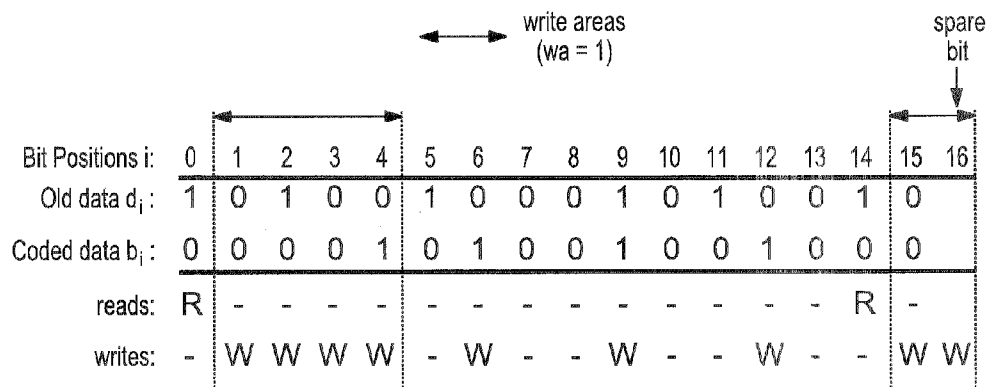 write areas
(wa = 1)
spare
bit
Bit Positions i: 0 1 2 3 4 5 6 7 8 9 10 11 12 13 14 15 16
Old data di : 1 0 1 0 0 1 0 0 0 1 0 1 0 0 1 0
Coded data bi : 0 0 0 0 1 0 1 0 0 1 0 0 1 0 0 0
reads: R - - - - - - - - - - - - - R -
writes: - W W W W - W - - W - - W - - W W